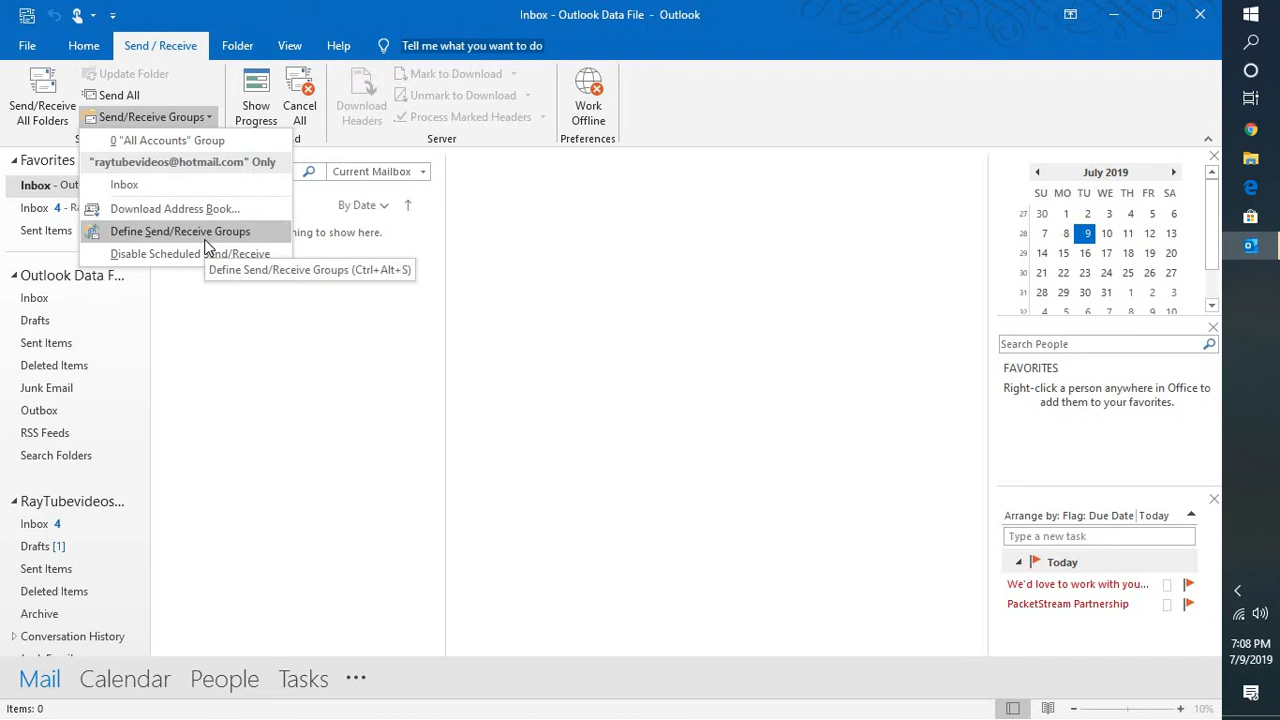 Inbox - Outlook Data File - Outlook
File Home Send / Receive Folder View Help Tell me what you want to do
Send/Receive All Folders
Update Folder
Send All
Send/Receive Groups
Show Progress
Cancel All
Download Headers
Mark to Download
Unmark to Download
Process Marked Headers
Server
Work Offline
Preferences
0 "All Accounts" Group
"raytubevideos@hotmail.com" Only
Inbox
Download Address Book...
Define Send/Receive Groups
Disable Scheduled Send/Receive
Define Send/Receive Groups (Ctrl+Alt+S)
Favorites
Inbox - Out
Inbox 4 - Ra
Sent Items
Outlook Data F...
Inbox
Drafts
Sent Items
Deleted Items
Junk Email
Outbox
RSS Feeds
Search Folders
RayTubevideos...
Inbox 4
Drafts [1]
Sent Items
Deleted Items
Archive
Conversation History
Current Mailbox
By Date
hing to show here.
July 2019
SU MO TU WE TH FR SA
27 30 1 2 3 4 5 6
28 7 8 9 10 11 12 13
29 14 15 16 17 18 19 20
30 21 22 23 24 25 26 27
31 28 29 30 31 1 2 3
32 4 5 6 7 8 9 10
Search People
FAVORITES
Right-click a person anywhere in Office to
add them to your favorites.
Arrange by: Flag: Due Date Today
Type a new task
Today
We'd love to work with you...
PacketStream Partnership
Mail Calendar People Tasks •••
Items: 0
10%
7:08 PM
7/9/2019